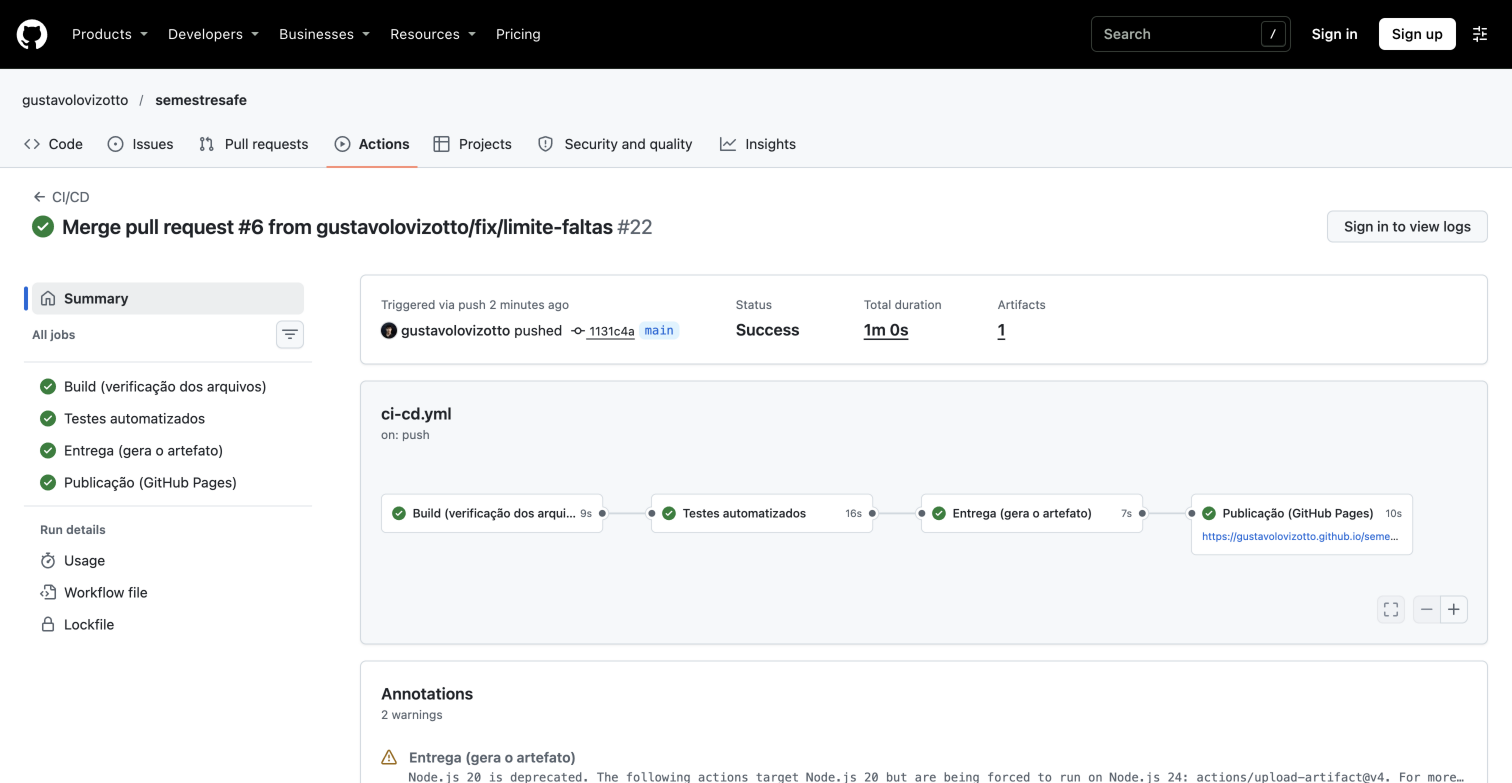 Products Developers Businesses Resources Pricing Search / Sign in Sign up
gustavolovizotto / semestresafe
Code Issues Pull requests Actions Projects Security and quality Insights
CI/CD
Merge pull request #6 from gustavolovizotto/fix/limite-faltas #22
Sign in to view logs
Summary
All jobs
Build (verificação dos arquivos)
Testes automatizados
Entrega (gera o artefato)
Publicação (GitHub Pages)
Run details
Usage
Workflow file
Lockfile
Triggered via push 2 minutes ago
gustavolovizotto pushed 1131c4a main
Status
Success
Total duration
1m 0s
Artifacts
1
ci-cd.yml
on: push
Build (verificação dos arqui... 9s
Testes automatizados 16s
Entrega (gera o artefato) 7s
Publicação (GitHub Pages) 10s
https://gustavolovizotto.github.io/seme...
Annotations
2 warnings
Entrega (gera o artefato)
Node.js 20 is deprecated. The following actions target Node.js 20 but are being forced to run on Node.js 24: actions/upload-artifact@v4. For more…